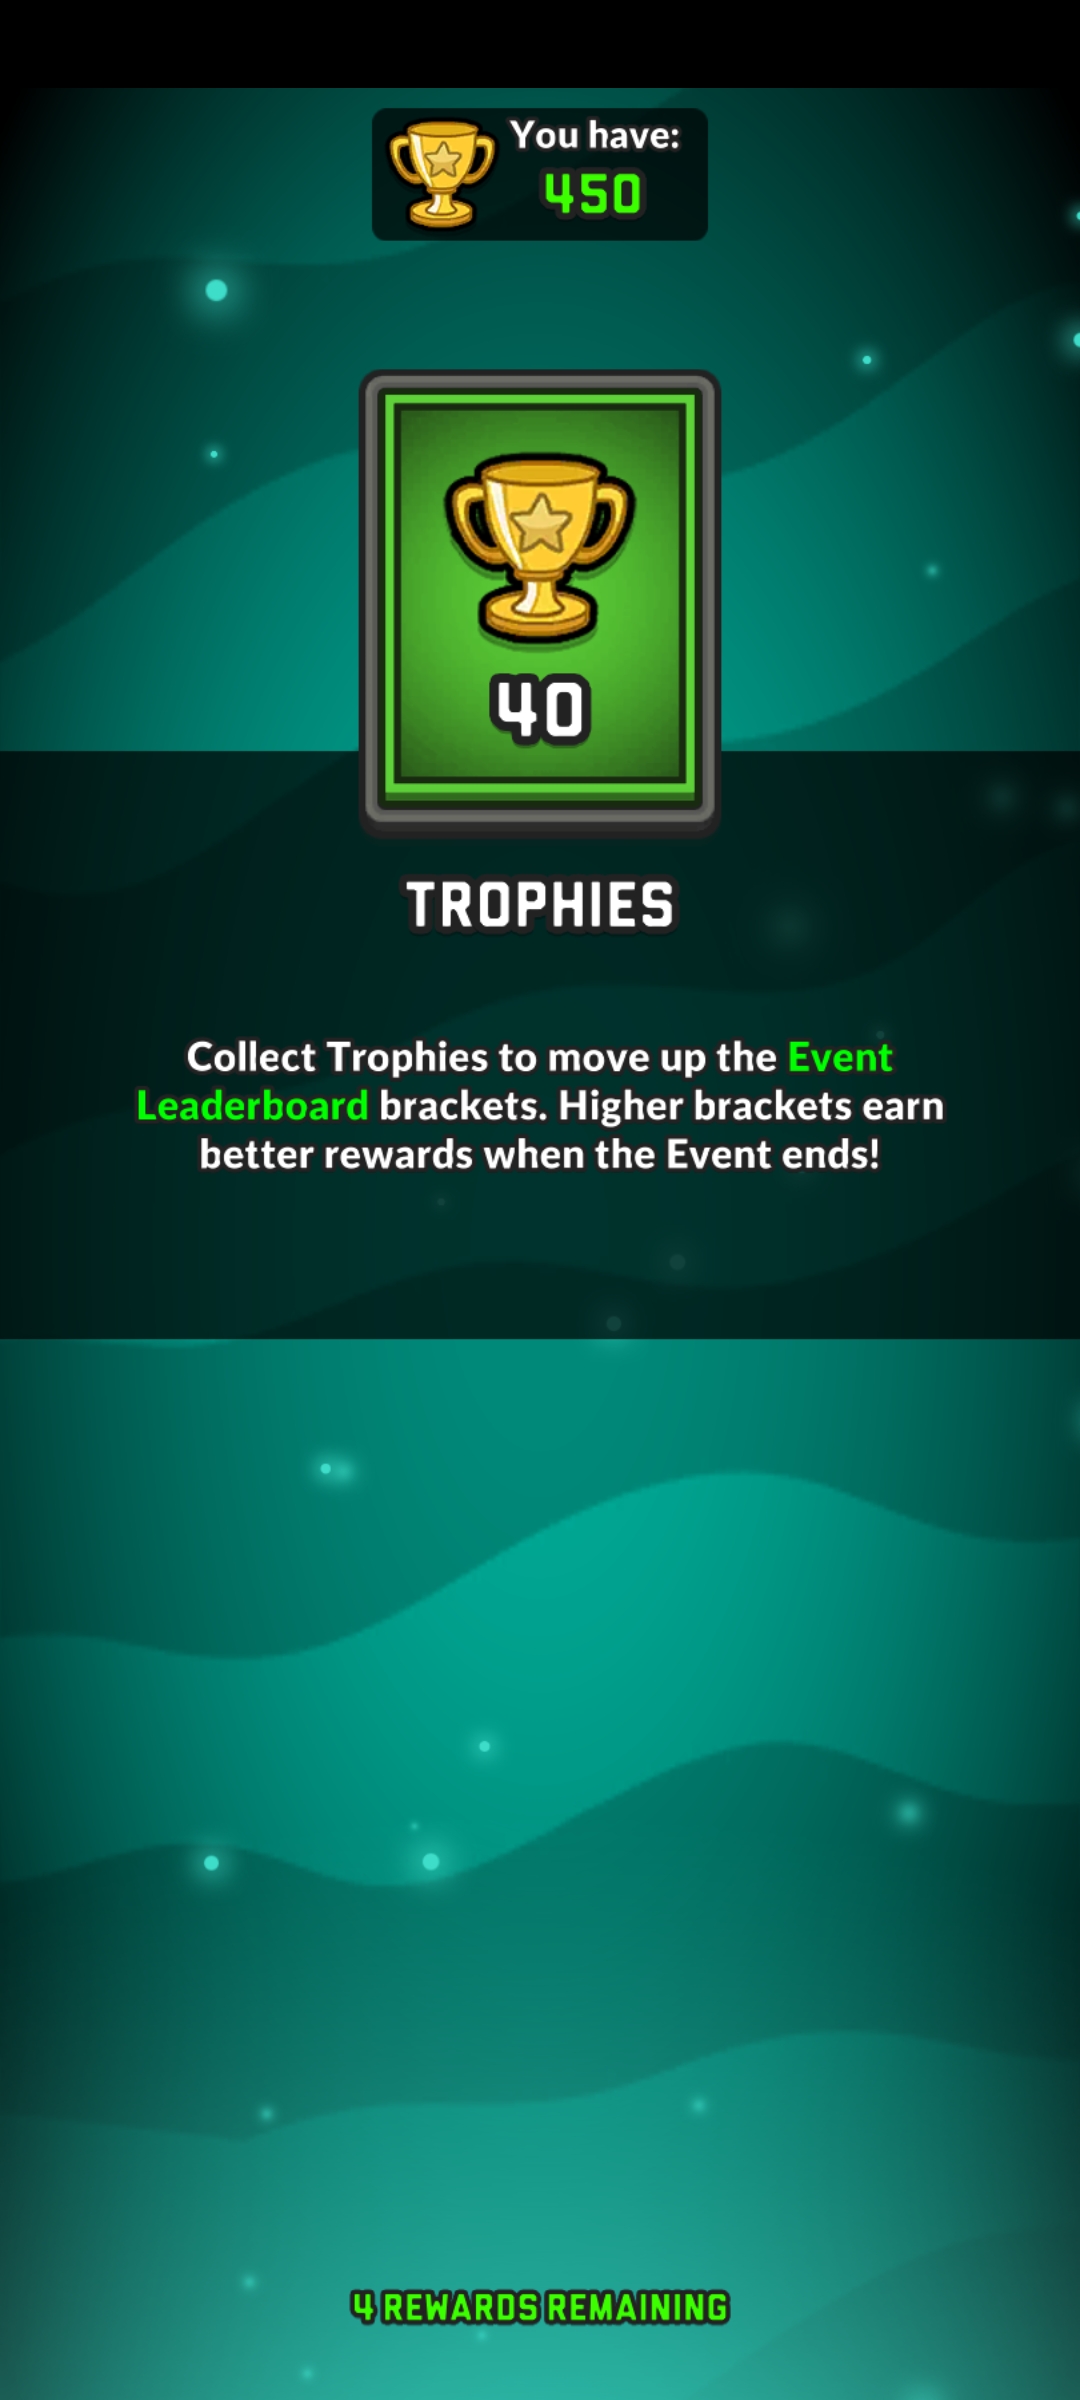 You have:
450
40
TROPHIES
Collect Trophies to move up the Event
Leaderboard brackets. Higher brackets earn
better rewards when the Event ends!
4 REWARDS REMAINING